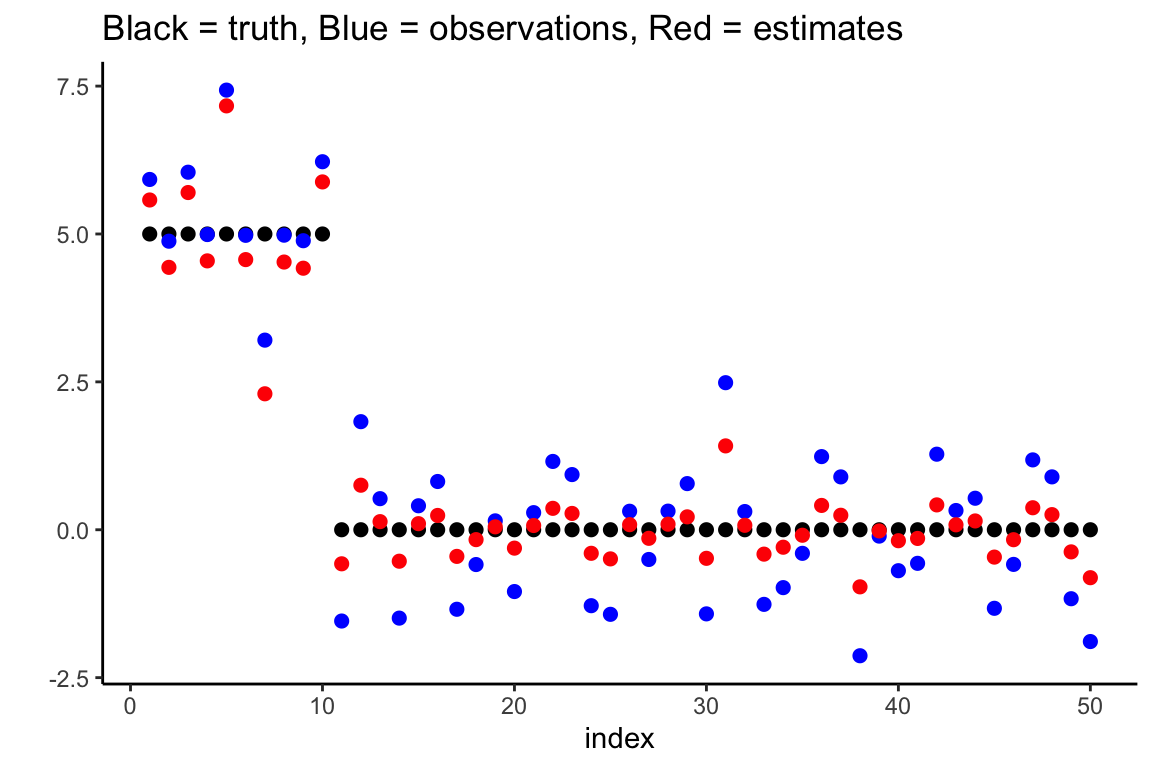 Black = truth, Blue = observations, Red = estimates
7.5
5.0
2.5
0.0
-2.5
0 10 20 30 40 50
index